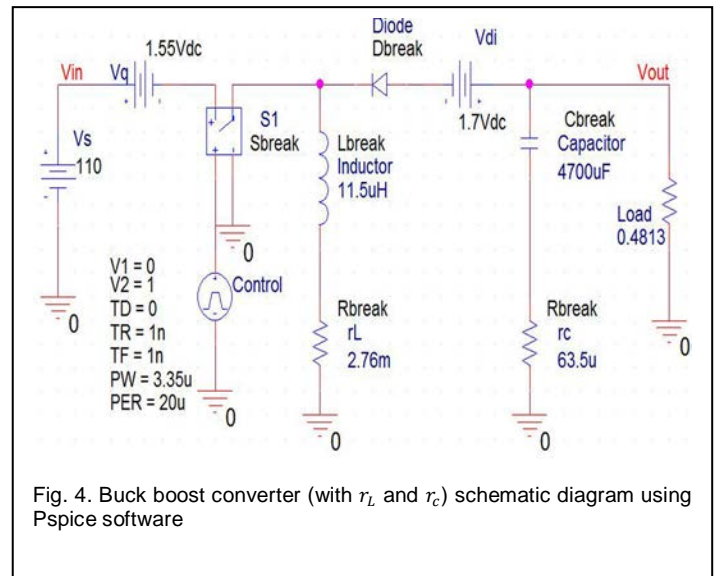 Diode
Dbreak
1.55Vdc
Vin
Vq
Vdi
Vout
1.7Vdc
Vs
110
S1
Sbreak
Lbreak
Inductor
11.5uH
Cbreak
Capacitor
4700uF
Load
0.4813
0
0
V1 = 0
V2 = 1
TD = 0
TR = 1n
TF = 1n
PW = 3.35u
PER = 20u
Control
Rbreak
rL
2.76m
Rbreak
rc
63.5u
0
0
0
0
Fig. 4. Buck boost converter (with r_L and r_c) schematic diagram using
Pspice software